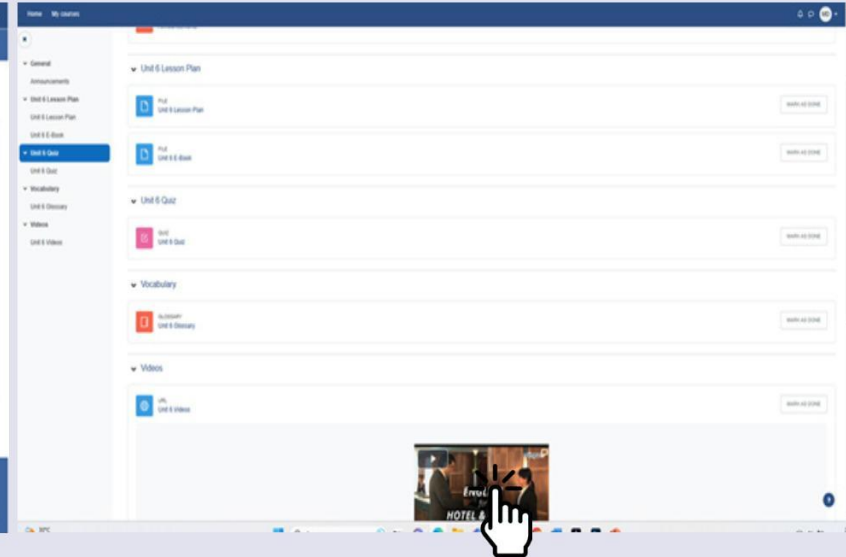 Home My courses
General
Announcements
Unit 6 Lesson Plan
Unit 6 Lesson Plan
Unit 6 E-Book
Unit 6 Quiz
Unit 6 Quiz
Vocabulary
Unit 6 Glossary
Videos
Unit 6 Videos
Unit 6 Lesson Plan
FILE
Unit 6 Lesson Plan
MARK AS DONE
FILE
Unit 6 E-Book
MARK AS DONE
Unit 6 Quiz
QUIZ
Unit 6 Quiz
MARK AS DONE
Vocabulary
GLOSSARY
Unit 6 Glossary
MARK AS DONE
Videos
URL
Unit 6 Videos
MARK AS DONE
HOTEL &